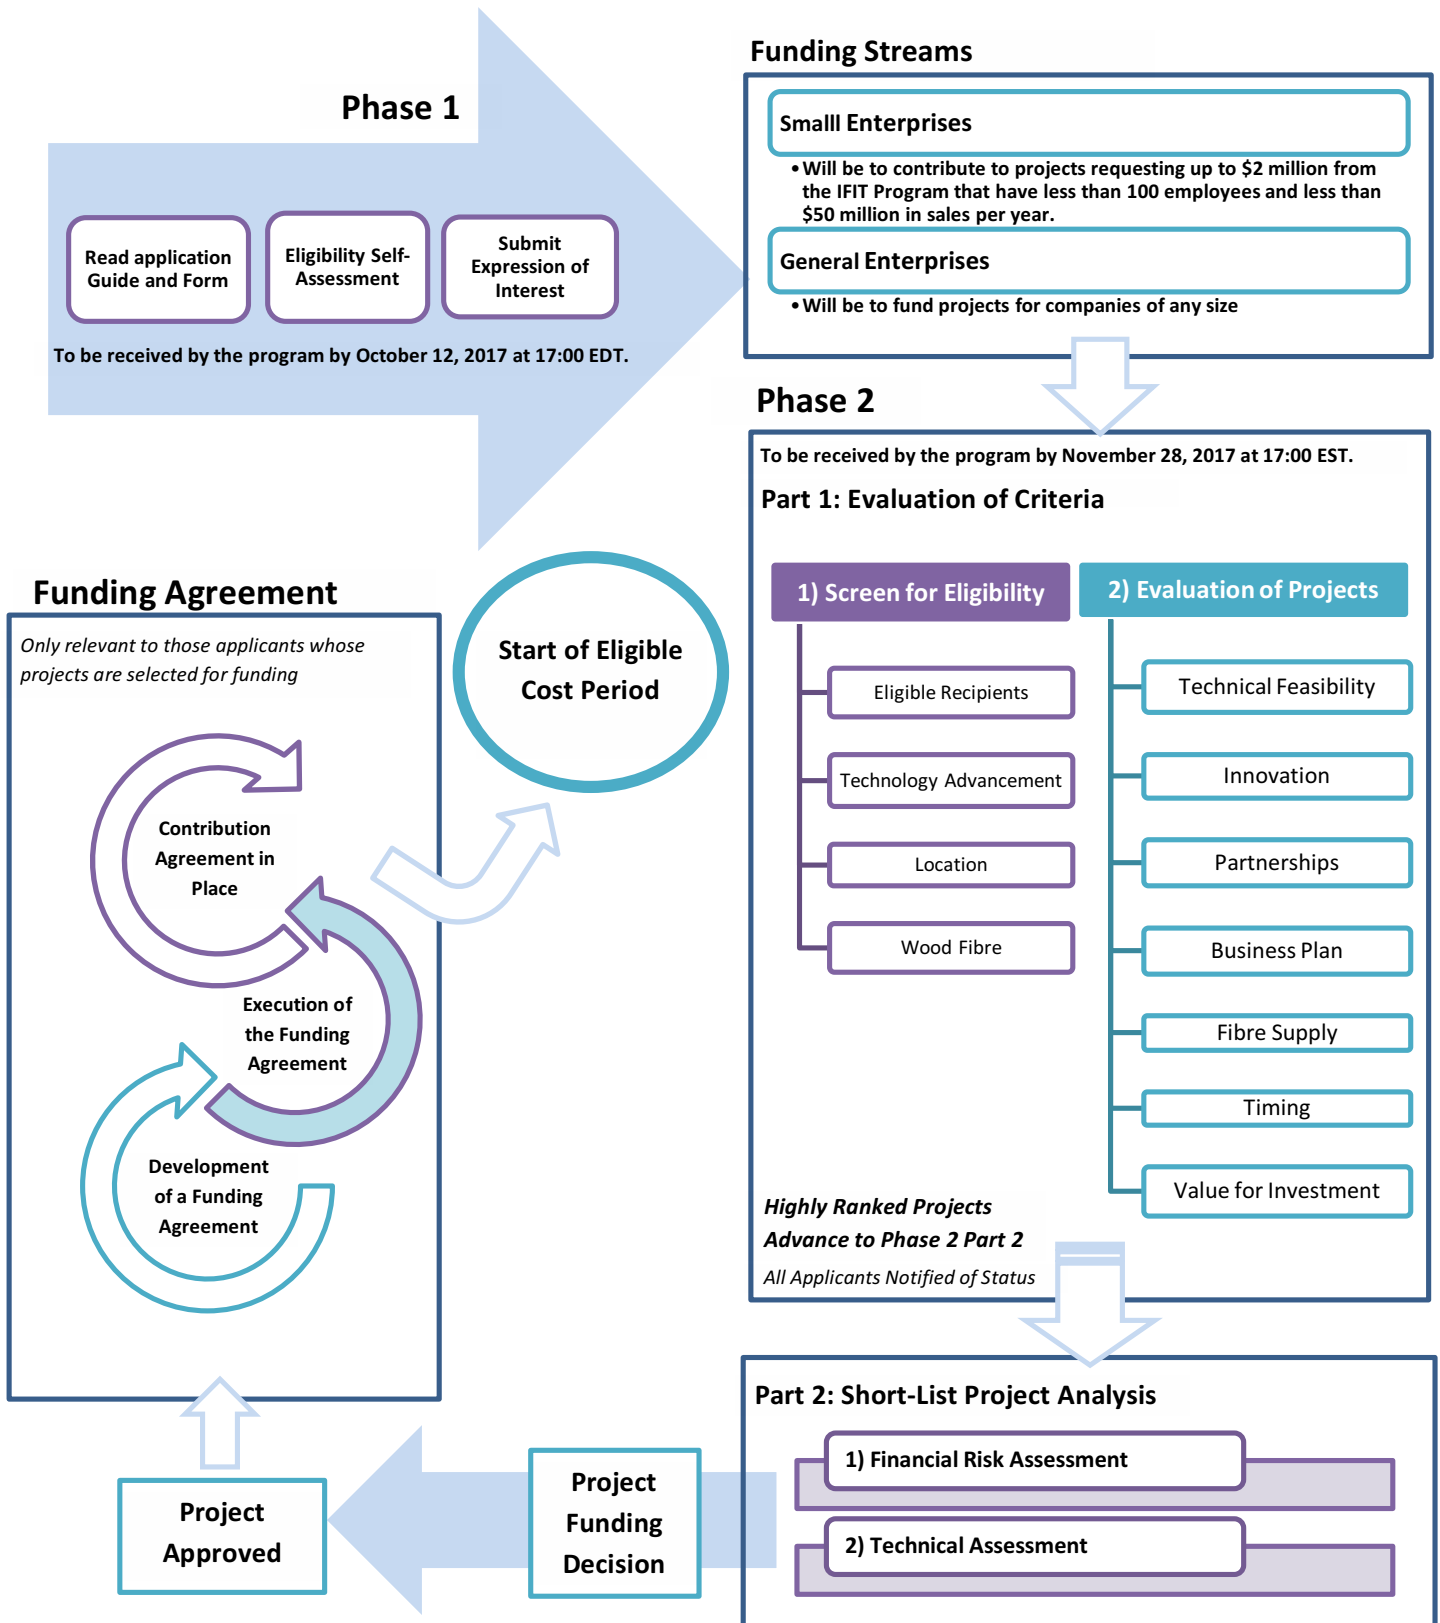 Phase 1
Read application
Guide and Form
Eligibility Self-
Assessment
Submit
Expression of
Interest
To be received by the program by October 12, 2017 at 17:00 EDT.
Funding Streams
Smalll Enterprises
•Will be to contribute to projects requesting up to $2 million from
the IFIT Program that have less than 100 employees and less than
$50 million in sales per year.
General Enterprises
•Will be to fund projects for companies of any size
Phase 2
To be received by the program by November 28, 2017 at 17:00 EST.
Part 1: Evaluation of Criteria
1) Screen for Eligibility
Eligible Recipients
Technology Advancement
Location
Wood Fibre
2) Evaluation of Projects
Technical Feasibility
Innovation
Partnerships
Business Plan
Fibre Supply
Timing
Value for Investment
Highly Ranked Projects
Advance to Phase 2 Part 2
All Applicants Notified of Status
Part 2: Short-List Project Analysis
1) Financial Risk Assessment
2) Technical Assessment
Project
Funding
Decision
Project
Approved
Funding Agreement
Only relevant to those applicants whose
projects are selected for funding
Contribution
Agreement in
Place
Execution of
the Funding
Agreement
Development
of a Funding
Agreement
Start of Eligible
Cost Period